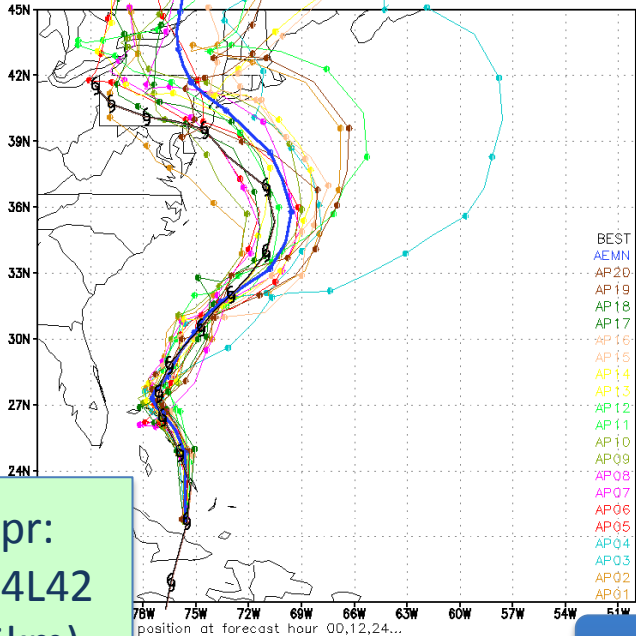 45N
42N
39N
36N
33N
30N
27N
24N
BEST
AEMN
AP20
AP19
AP18
AP17
AP16
AP15
AP14
AP13
AP12
AP11
AP10
AP09
AP08
AP07
AP06
AP05
AP04
AP03
AP02
AP01
pr:
4L42
78W 75W 72W 69W 66W 63W 60W 57W 54W 51W
position at forecast hour 00,12,24...